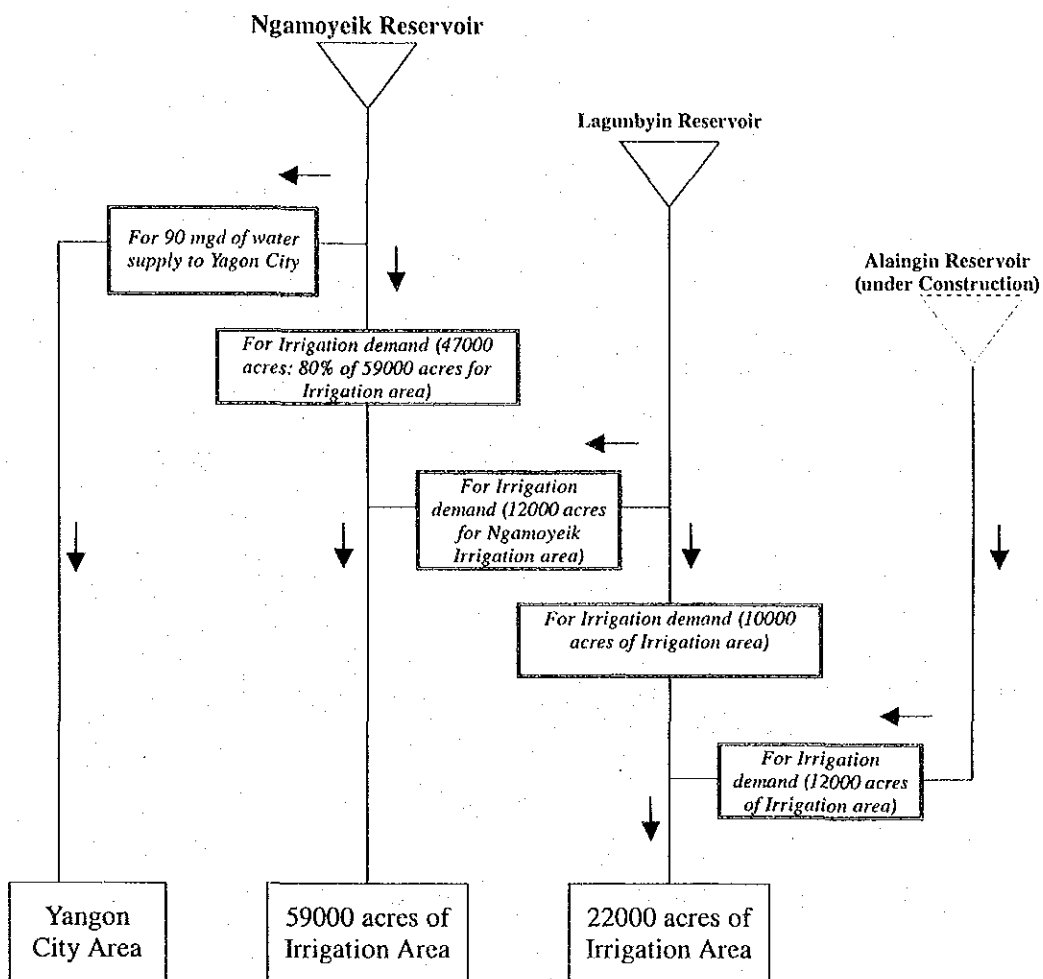 Ngamoyeik Reservoir
Lagunbyin Reservoir
For 90 mgd of water
supply to Yagon City
Alaingin Reservoir
(under Construction)
For Irrigation demand (47000
acres: 80% of 59000 acres for
Irrigation area)
For Irrigation
demand (12000 acres
for Ngamoyeik
Irrigation area)
For Irrigation demand (10000
acres of Irrigation area)
For Irrigation
demand (12000 acres
of Irrigation area)
Yangon
City Area
59000 acres of
Irrigation Area
22000 acres of
Irrigation Area